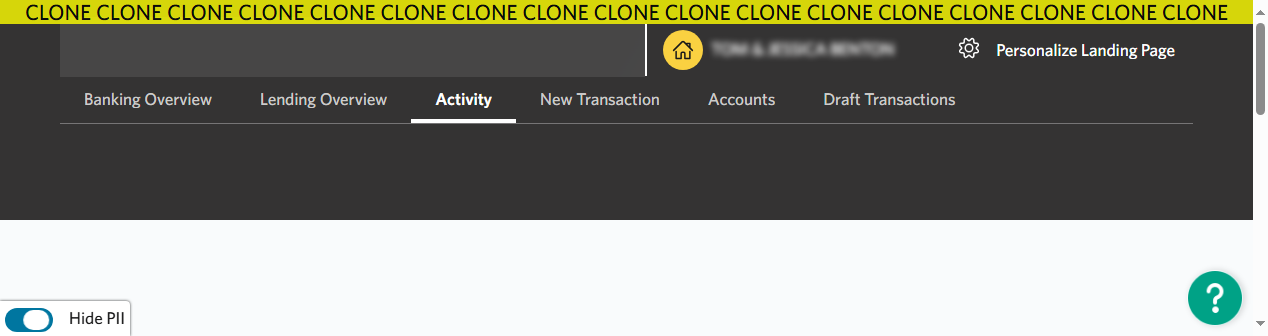 CLONE CLONE CLONE CLONE CLONE CLONE CLONE CLONE CLONE CLONE CLONE CLONE CLONE CLONE CLONE CLONE CLONE
Personalize Landing Page
Banking Overview Lending Overview Activity New Transaction Accounts Draft Transactions
?
Hide PII